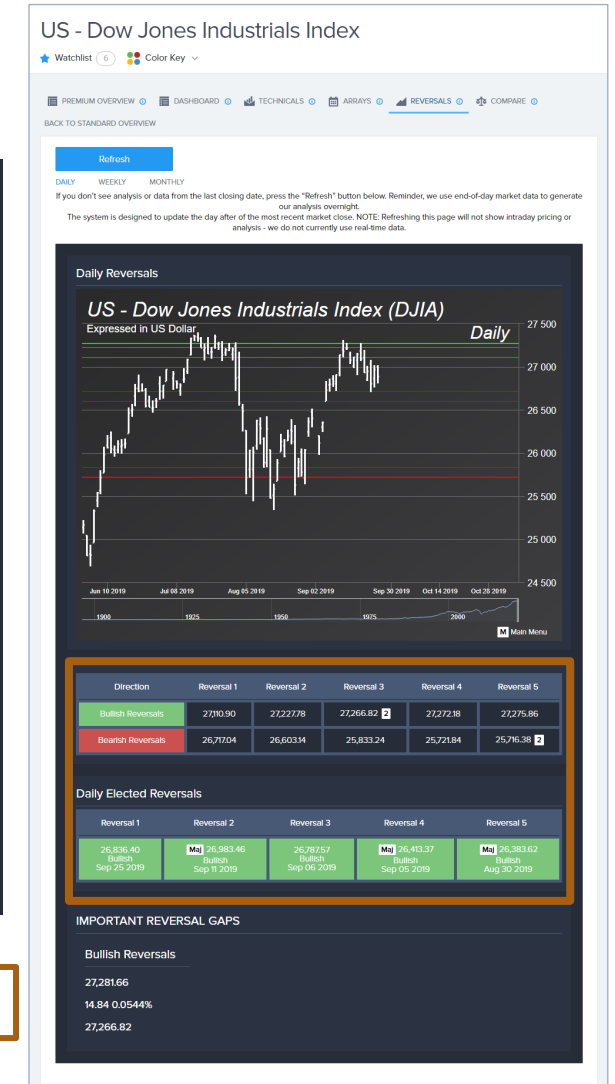 US - Dow Jones Industrials Index
Watchlist 6 Color Key
PREMIUM OVERVIEW DASHBOARD TECHNICALS ARRAYS REVERSALS COMPARE
BACK TO STANDARD OVERVIEW
Refresh
DAILY WEEKLY MONTHLY
If you don't see analysis or data from the last closing date, press the "Refresh" button below. Reminder, we use end-of-day market data to generate
our analysis overnight.
The system is designed to update the day after of the most recent market close. NOTE: Refreshing this page will not show intraday pricing or
analysis - we do not currently use real-time data.
Daily Reversals
US - Dow Jones Industrials Index (DJIA)
Expressed in US Dollar
Daily
27 500
27 000
26 500
26 000
25 500
25 000
24 500
Jun 10 2019 Jul 08 2019 Aug 05 2019 Sep 02 2019 Sep 30 2019 Oct 14 2019 Oct 28 2019
1900 1925 1950 1975 2000
M Main Menu
Direction Reversal 1 Reversal 2 Reversal 3 Reversal 4 Reversal 5
Bullish Reversals 27,110.90 27,227.78 27,266.82 2 27,272.18 27,275.86
Bearish Reversals 26,717.04 26,603.14 25,833.24 25,721.84 25,716.38 2
Daily Elected Reversals
Reversal 1 Reversal 2 Reversal 3 Reversal 4 Reversal 5
26,836.40 Maj 26,983.46 26,787.57 Maj 26,413.37 Maj 26,383.62
Bullish Bullish Bullish Bullish Bullish
Sep 25 2019 Sep 11 2019 Sep 06 2019 Sep 05 2019 Aug 30 2019
IMPORTANT REVERSAL GAPS
Bullish Reversals
27,281.66
14.84 0.0544%
27,266.82